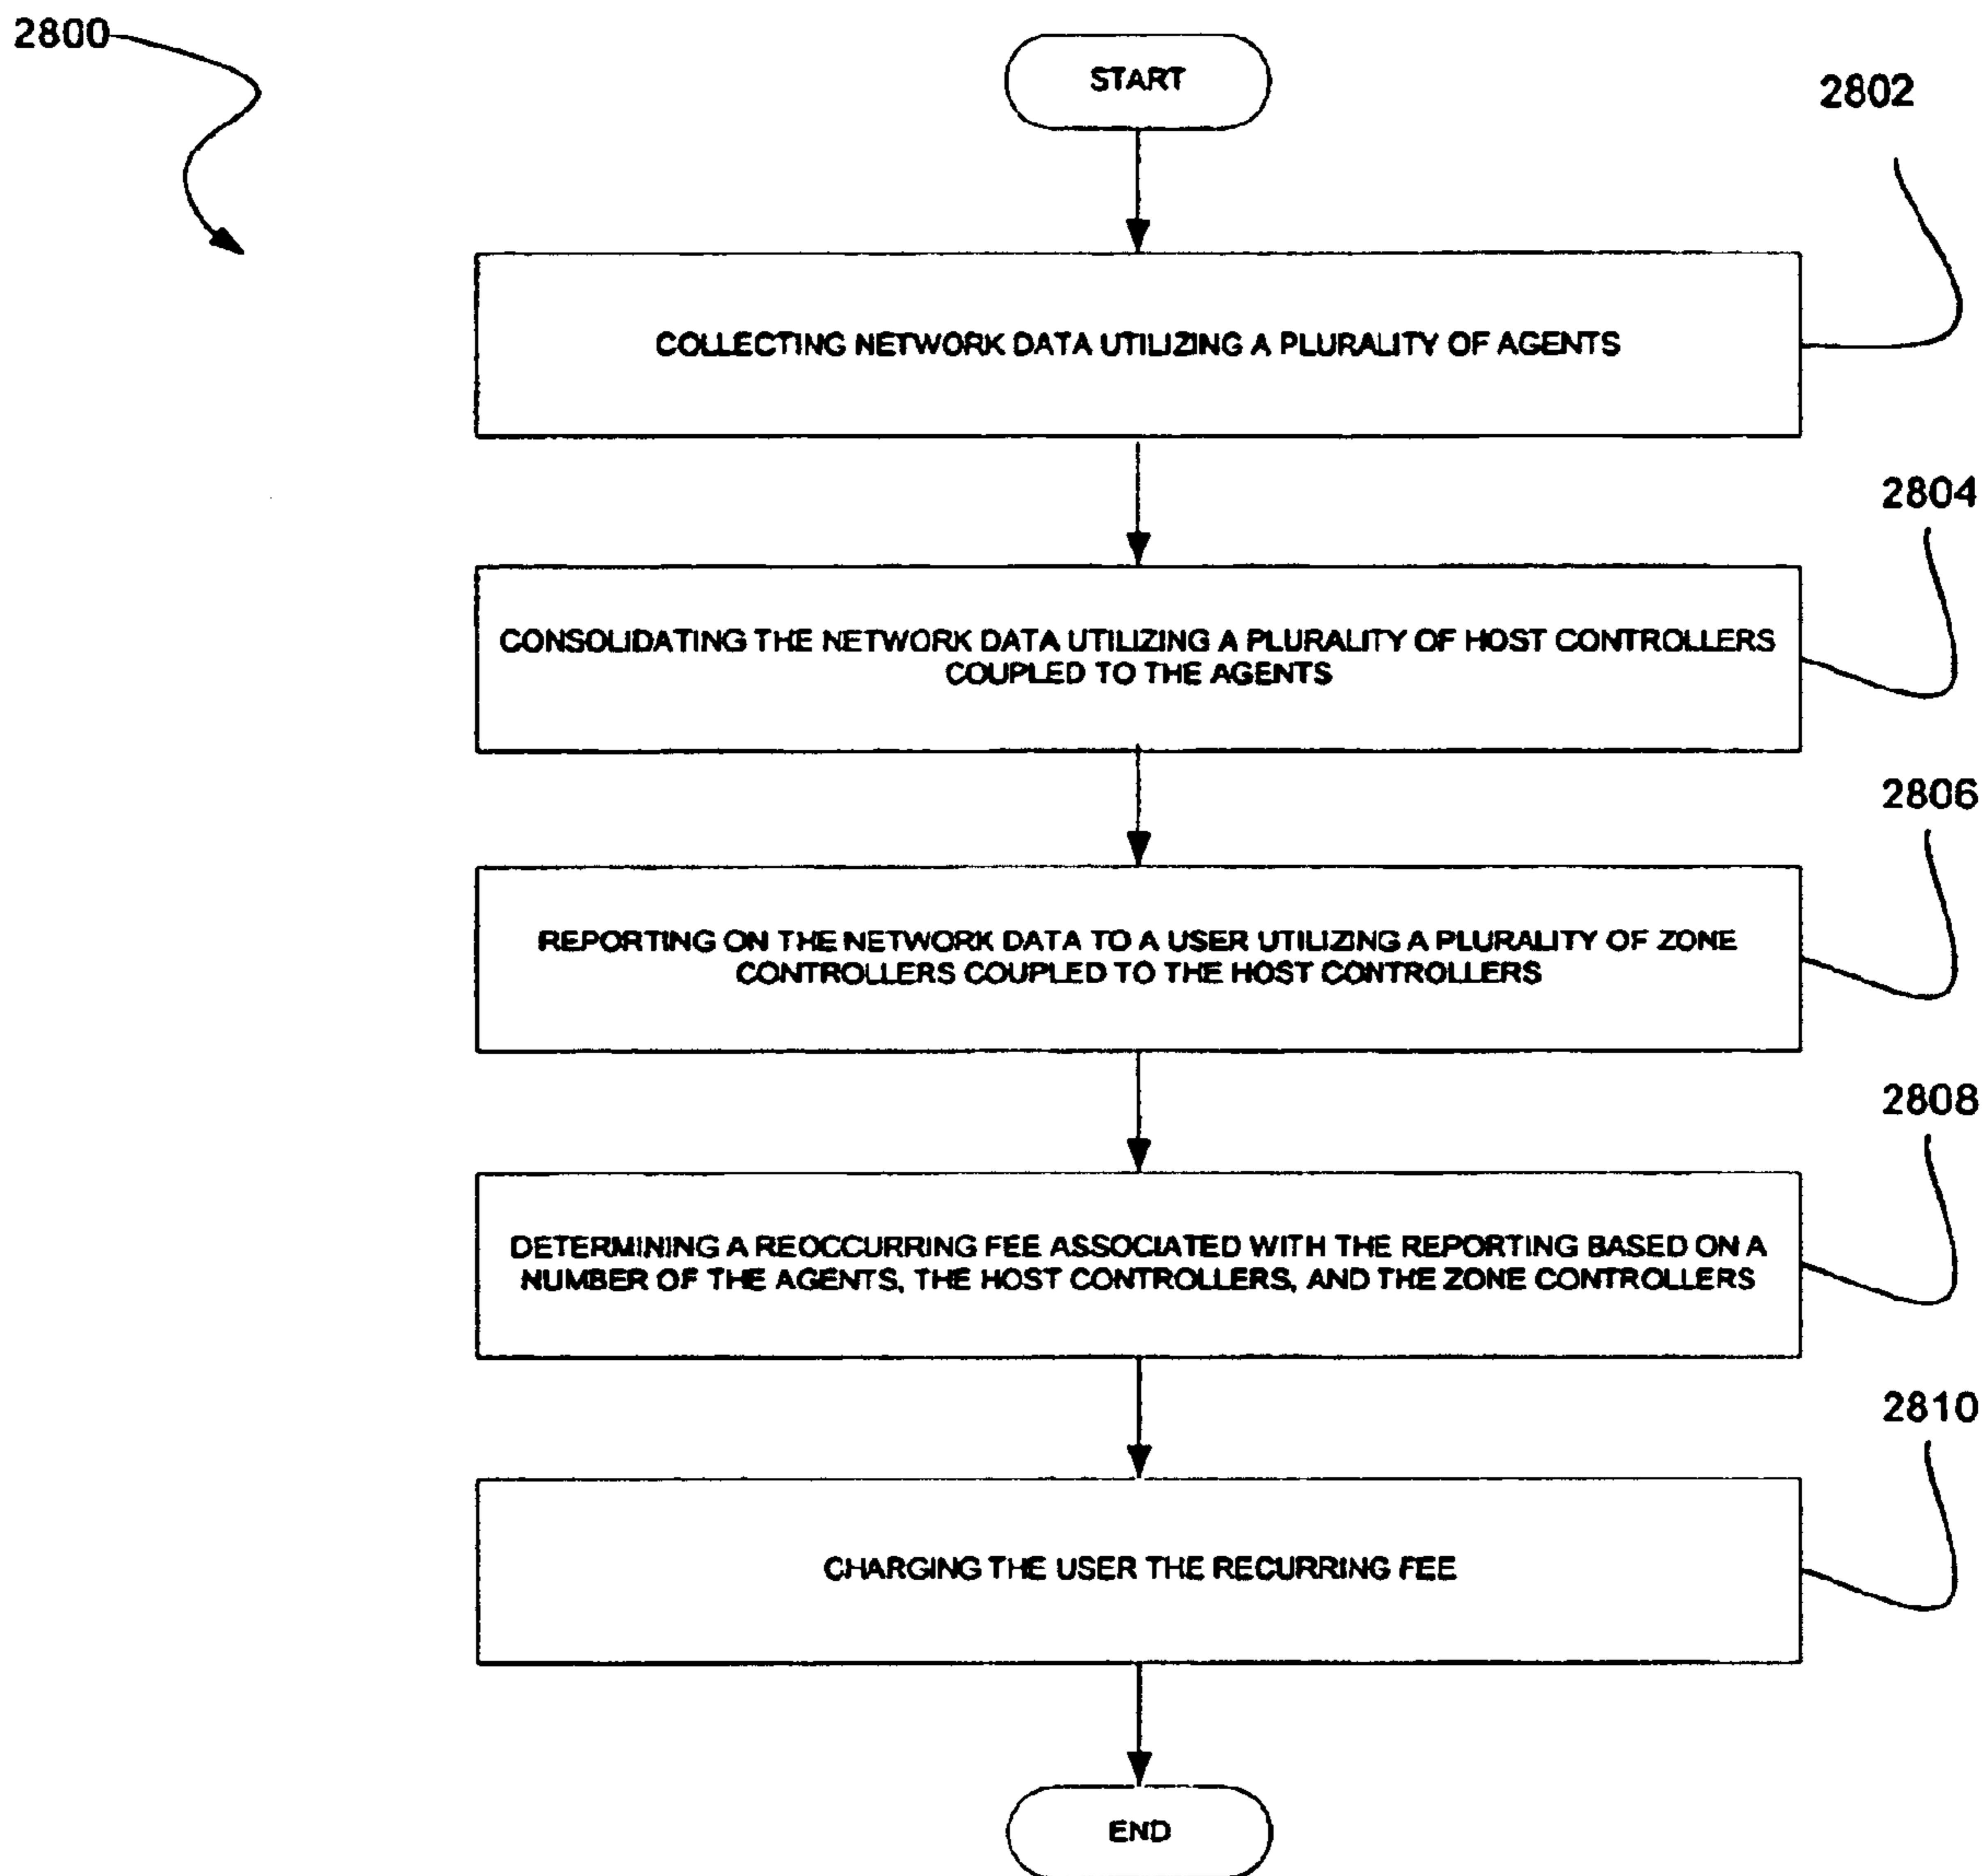 2800
START
2802
COLLECTING NETWORK DATA UTILIZING A PLURALITY OF AGENTS
2804
CONSOLIDATING THE NETWORK DATA UTILIZING A PLURALITY OF HOST CONTROLLERS
COUPLED TO THE AGENTS
2806
REPORTING ON THE NETWORK DATA TO A USER UTILIZING A PLURALITY OF ZONE
CONTROLLERS COUPLED TO THE HOST CONTROLLERS
2808
DETERMINING A REOCCURRING FEE ASSOCIATED WITH THE REPORTING BASED ON A
NUMBER OF THE AGENTS, THE HOST CONTROLLERS, AND THE ZONE CONTROLLERS
2810
CHARGING THE USER THE RECURRING FEE
END